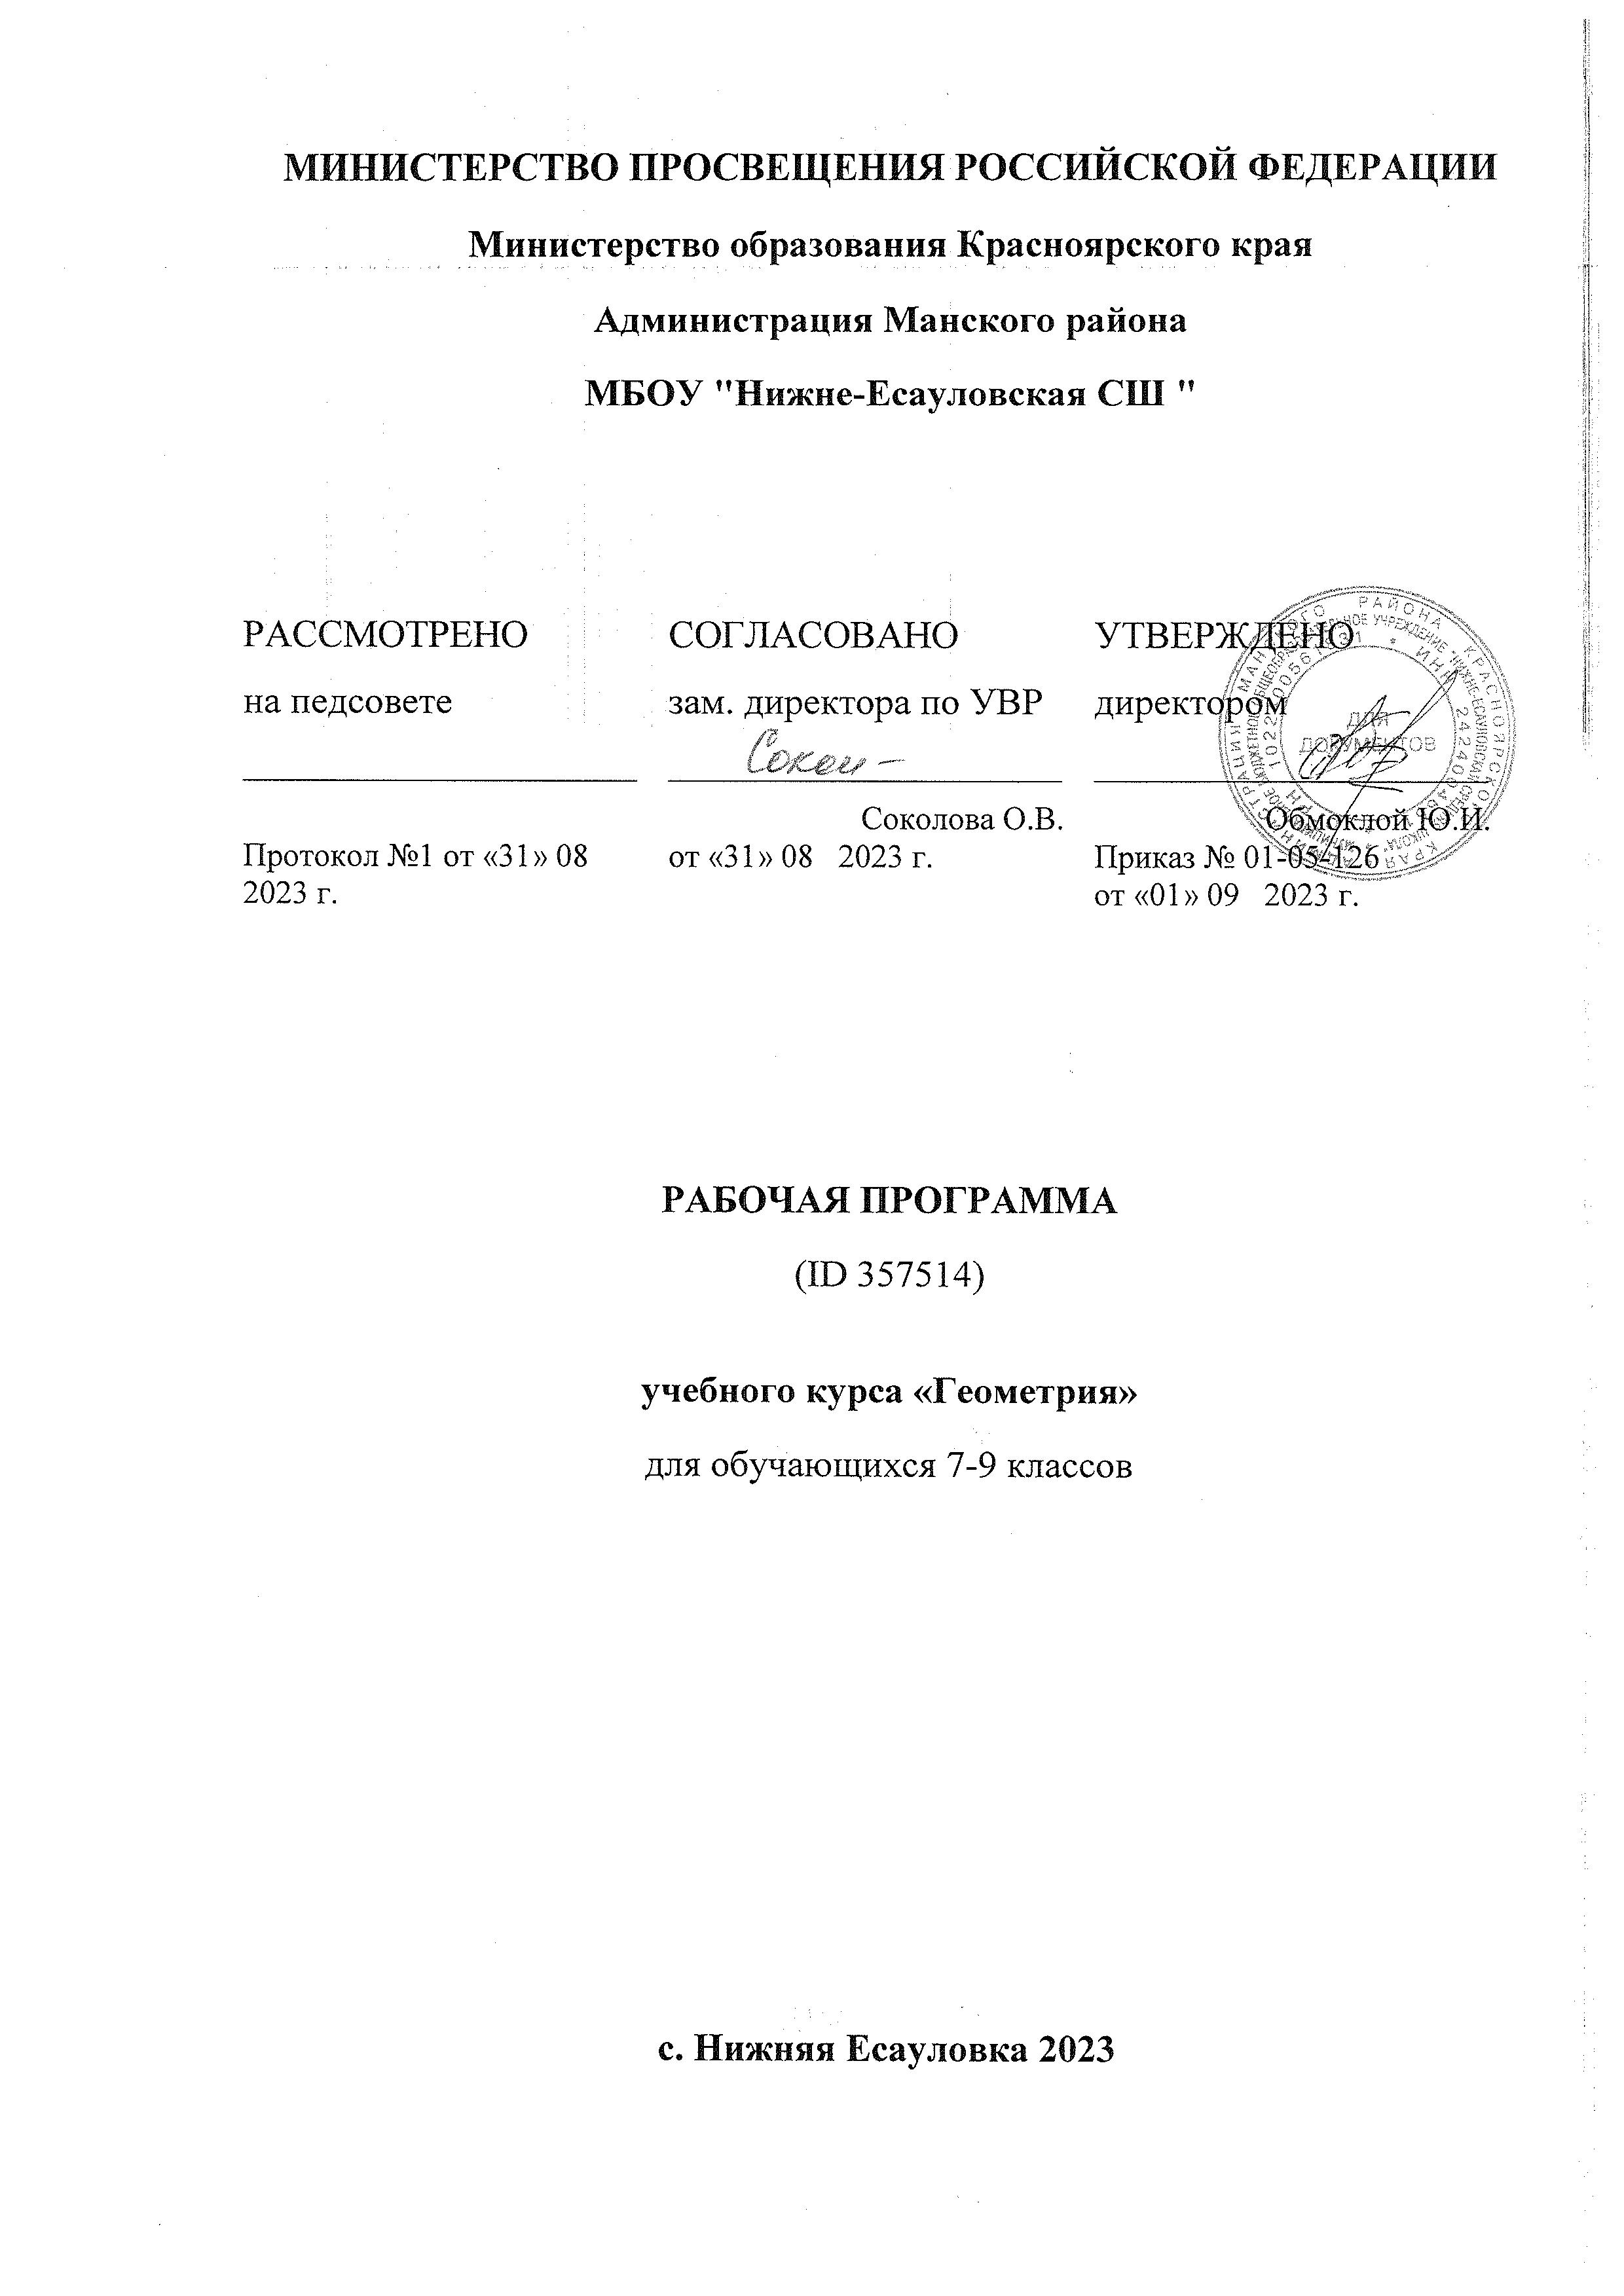 МИНИСТЕРСТВО ПРОСВЕЩЕНИЯ РОССИЙСКОЙ ФЕДЕРАЦИИ
Министерство образования Красноярского края
Администрация Манского района
МБОУ "Нижне-Есауловская СШ "
РАССМОТРЕНО
на педсовете
Протокол №1 от «31» 08
2023 г.
СОГЛАСОВАНО
зам. директора по УВР
Соколова О.В.
от «31» 08 2023 г.
УТВЕРЖДЕНО
директором
ДЛЯ
ДОКУМЕНТОВ
Обмоклой Ю.И.
Приказ № 01-05-126
от «01» 09 2023 г.
РАБОЧАЯ ПРОГРАММА
(ID 357514)
учебного курса «Геометрия»
для обучающихся 7-9 классов
с. Нижняя Есауловка 2023